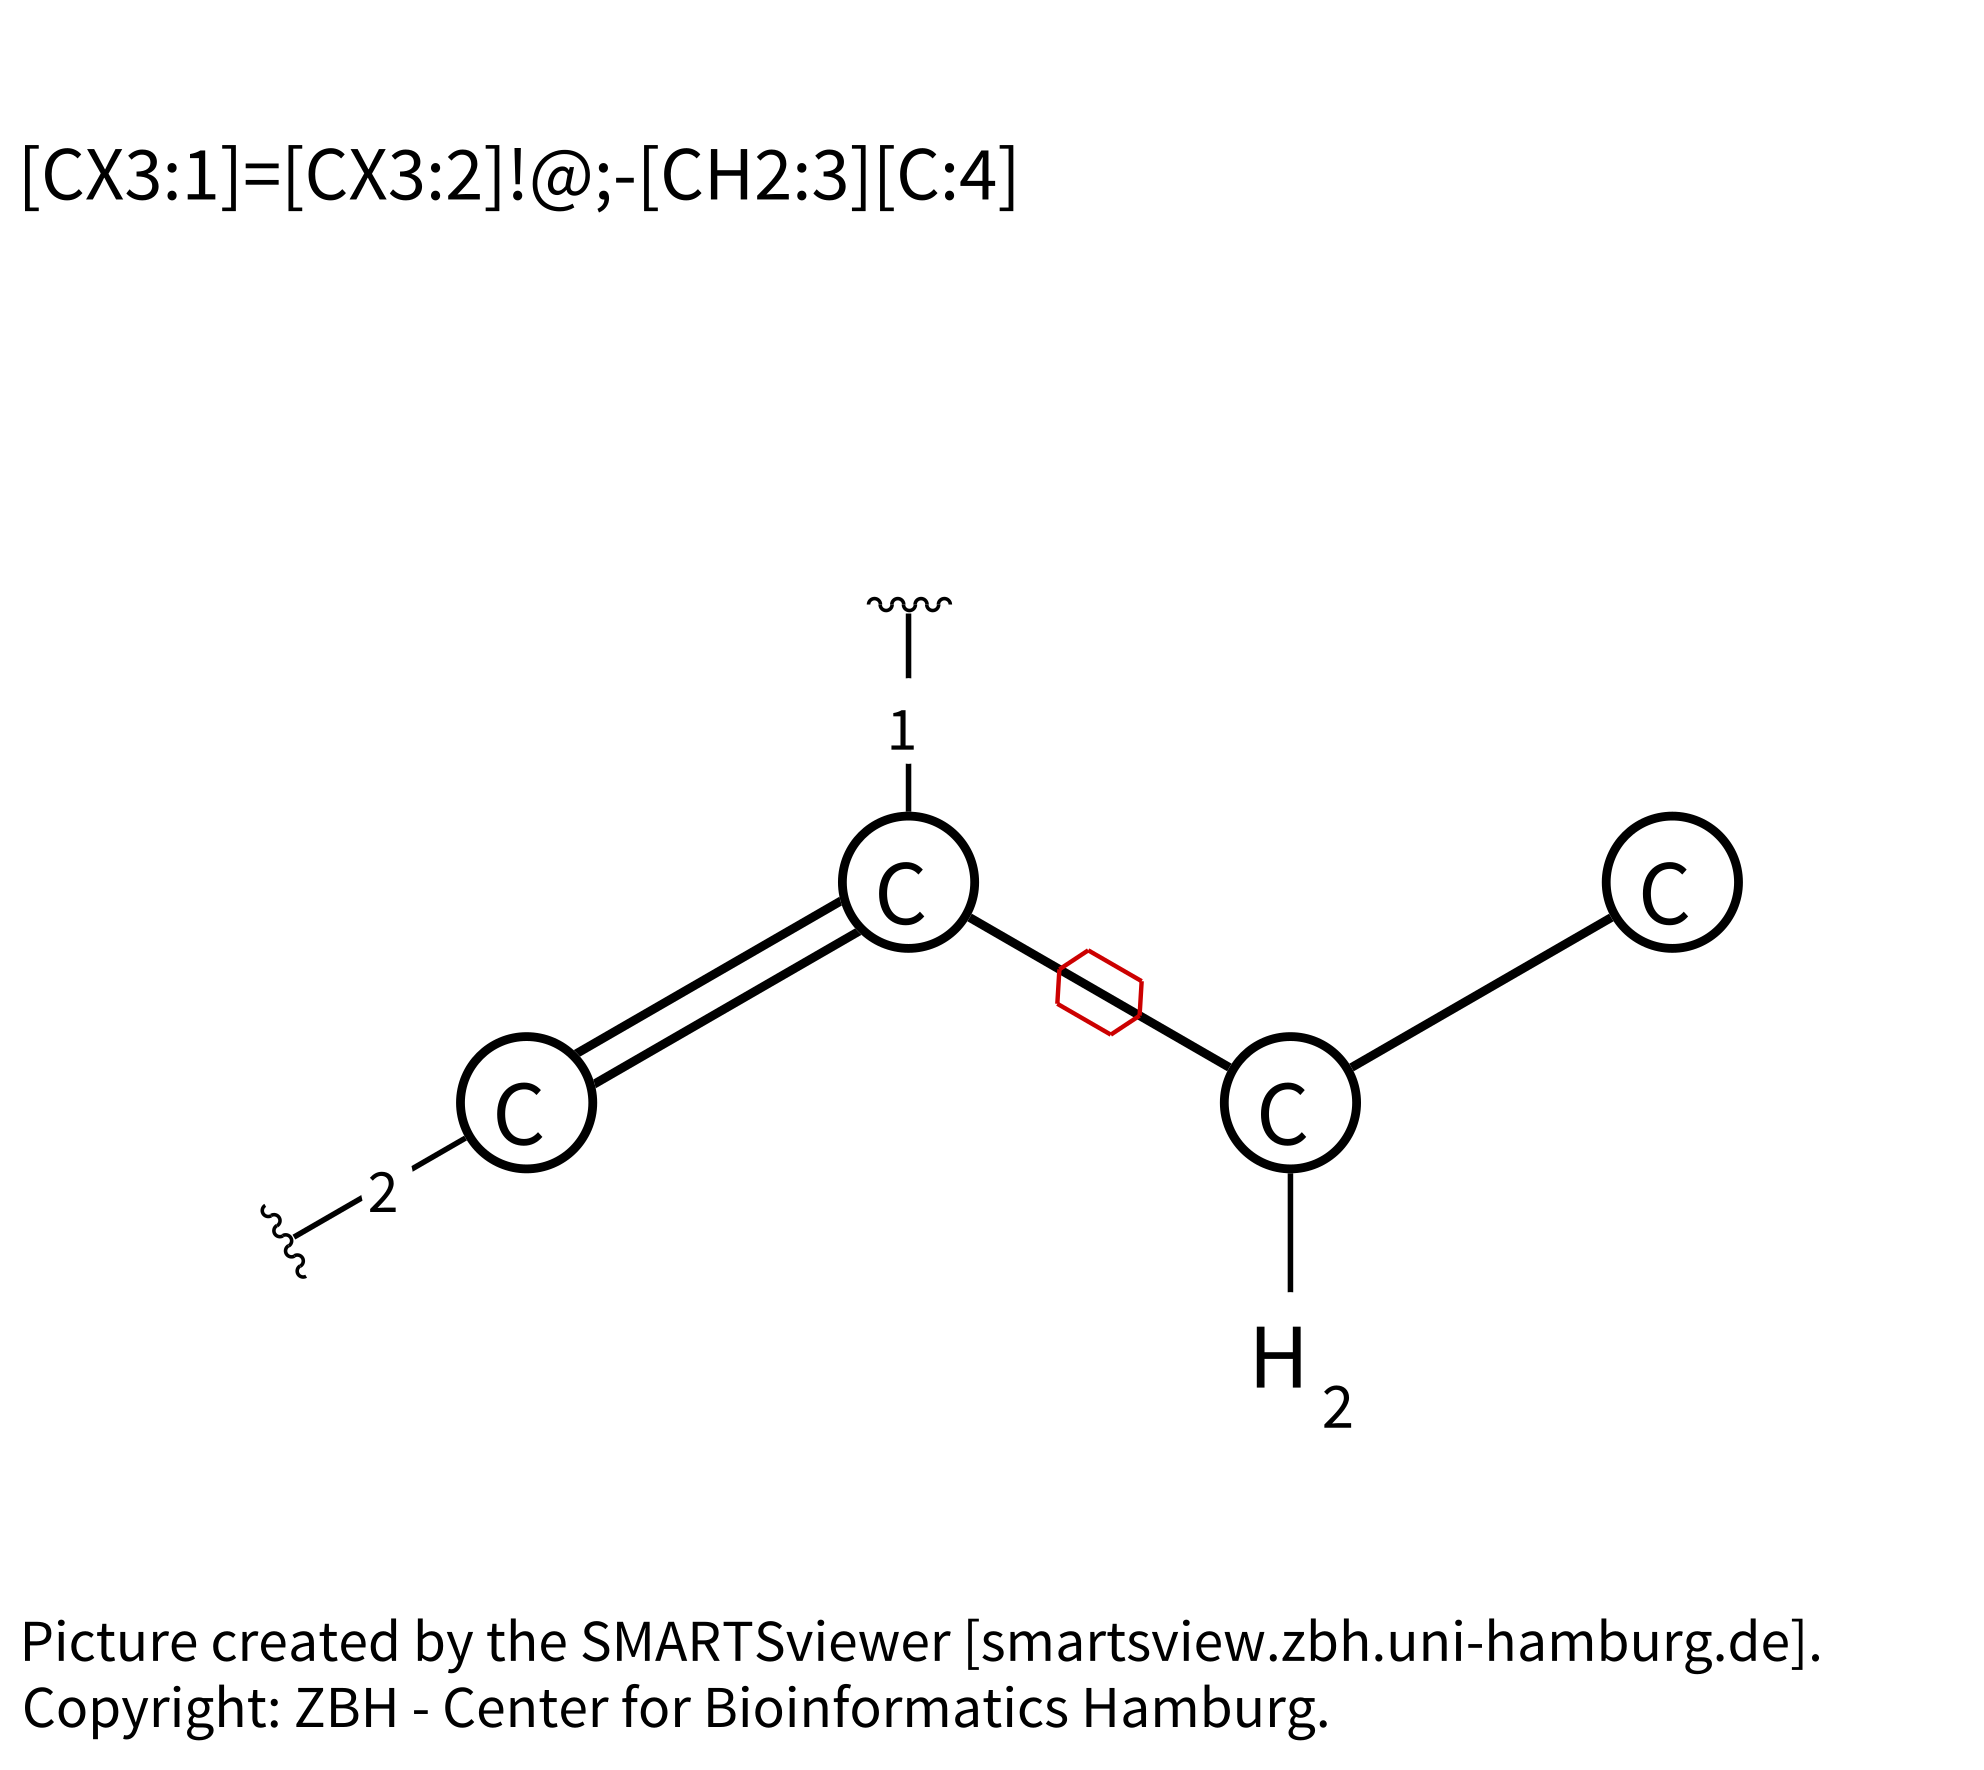 [CX3:1]=[CX3:2]!@;-[CH2:3][C:4]
1
C
C
C
C
2
H
2
Picture created by the SMARTSviewer [smartsview.zbh.uni-hamburg.de].
Copyright: ZBH - Center for Bioinformatics Hamburg.